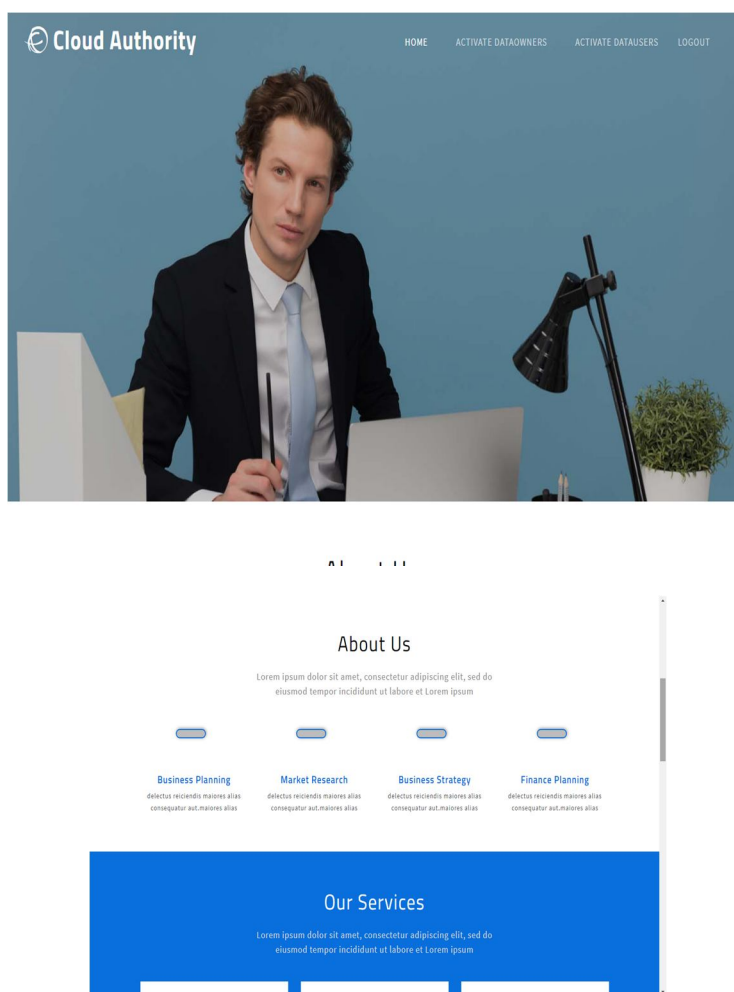 Cloud Authority
HOME ACTIVATE DATAOWNERS ACTIVATE DATAUSERS LOGOUT
About Us
About Us
Lorem ipsum dolor sit amet, consectetur adipiscing elit, sed do
eiusmod tempor incididunt ut labore et Lorem ipsum
Business Planning
delectus reiciendis maiores alias
consequatur aut.maiores alias
Market Research
delectus reiciendis maiores alias
consequatur aut.maiores alias
Business Strategy
delectus reiciendis maiores alias
consequatur aut.maiores alias
Finance Planning
delectus reiciendis maiores alias
consequatur aut.maiores alias
Our Services
Lorem ipsum dolor sit amet, consectetur adipiscing elit, sed do
eiusmod tempor incididunt ut labore et Lorem ipsum